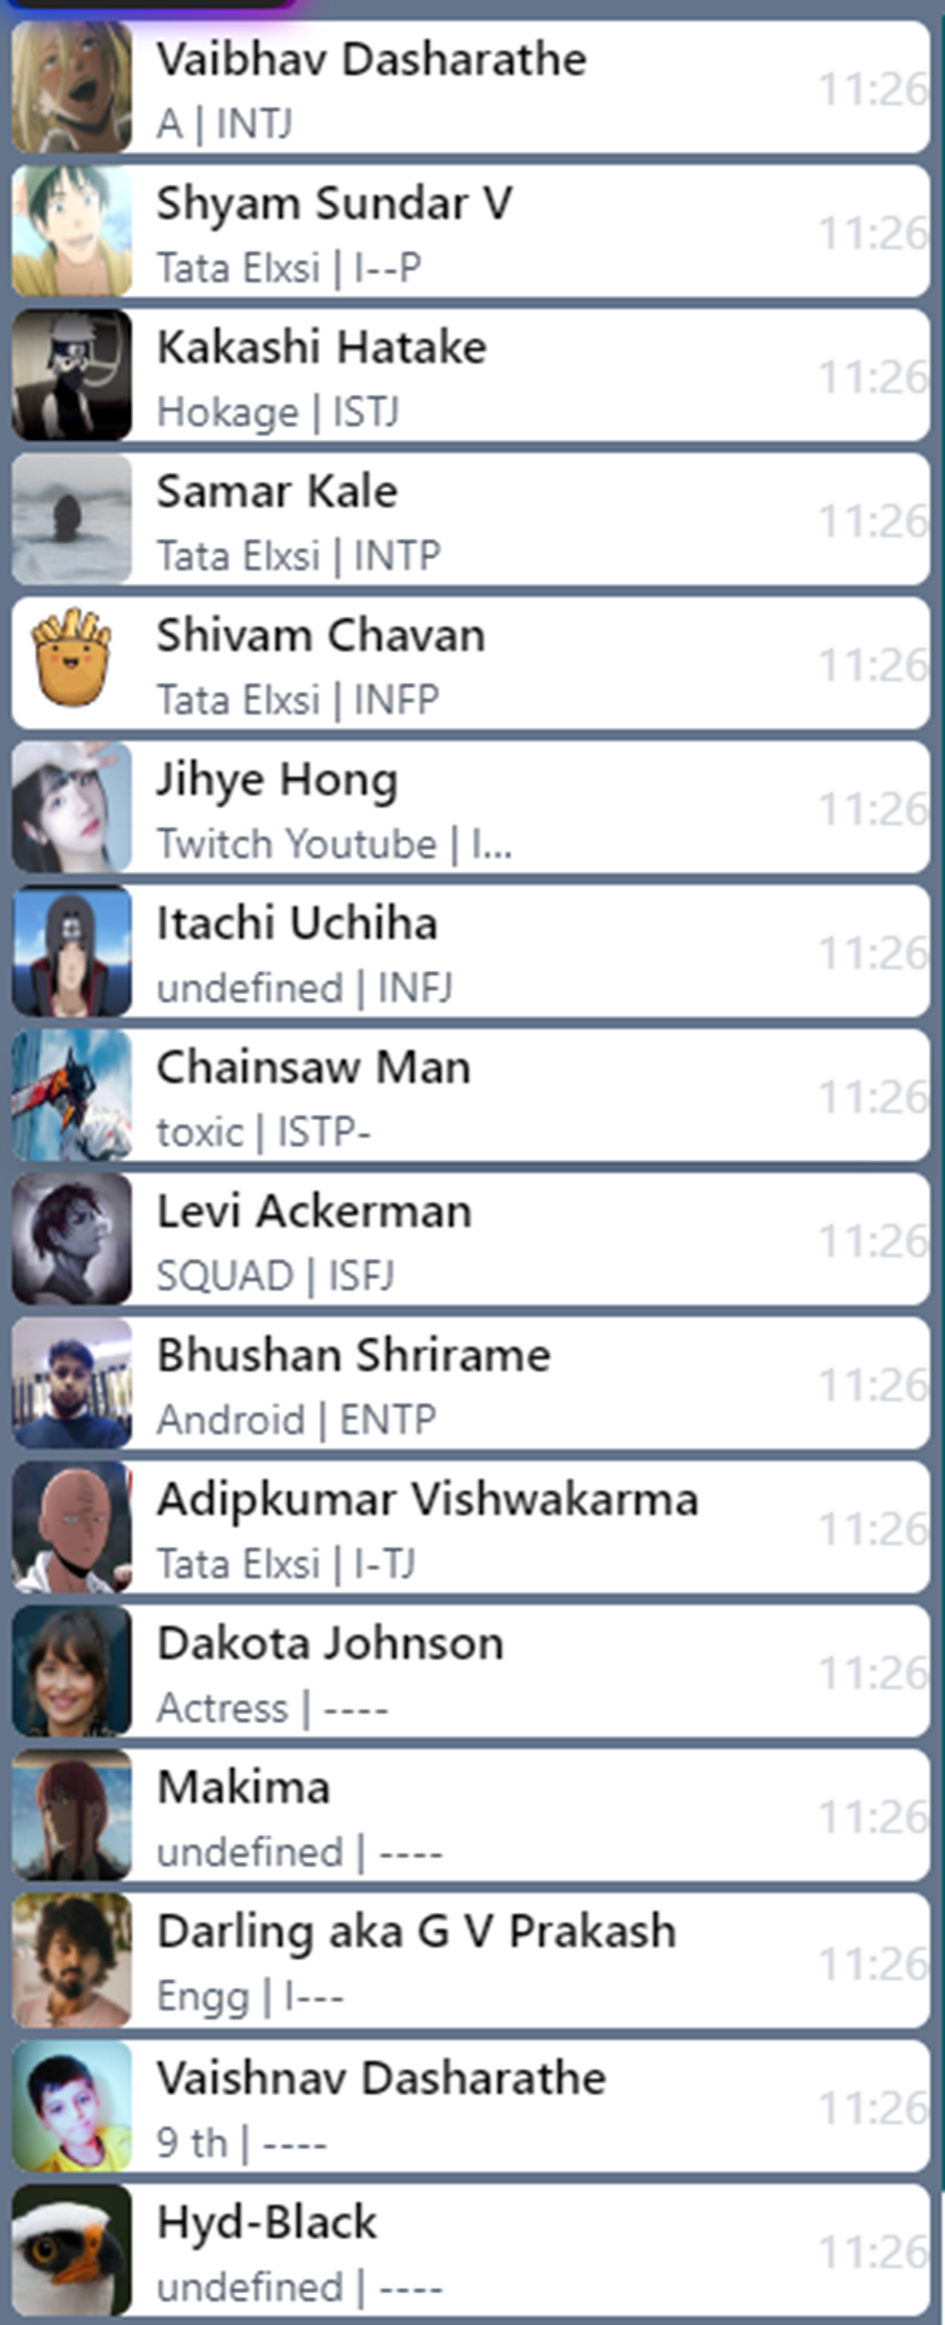 Vaibhav Dasharathe
A | INTJ
11:26
Shyam Sundar V
Tata Elxsi | I--P
11:26
Kakashi Hatake
Hokage | ISTJ
11:26
Samar Kale
Tata Elxsi | INTP
11:26
Shivam Chavan
Tata Elxsi | INFP
11:26
Jihye Hong
Twitch Youtube | I...
11:26
Itachi Uchiha
undefined | INFJ
11:26
Chainsaw Man
toxic | ISTP-
11:26
Levi Ackerman
SQUAD | ISFJ
11:26
Bhushan Shrirame
Android | ENTP
11:26
Adipkumar Vishwakarma
Tata Elxsi | I-TJ
11:26
Dakota Johnson
Actress | ----
11:26
Makima
undefined | ----
11:26
Darling aka G V Prakash
Engg | I---
11:26
Vaishnav Dasharathe
9 th | ----
11:26
Hyd-Black
undefined | ----
11:26